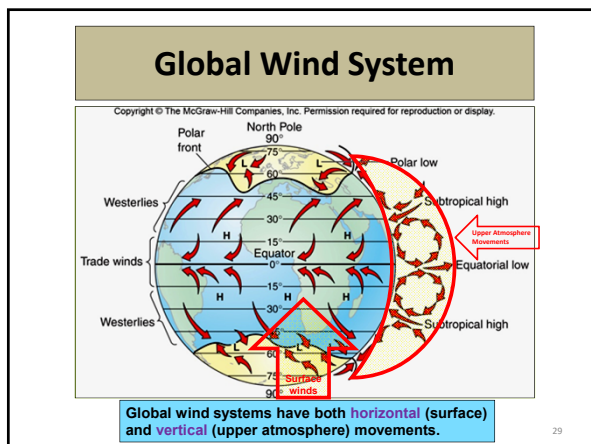 Global Wind System
Copyright © The McGraw-Hill Companies, Inc. Permission required for reproduction or display.
North Pole
90°
Polar
front
75°
60°
45°
30°
15°
Equator
0°
15°
30°
45°
60°
75°
90°
Westerlies
Trade winds
Westerlies
L
L
H
H
H
H
H
L
L
Polar low
Subtropical high
Equatorial low
Subtropical high
Upper Atmosphere
Movements
Surface
winds
Global wind systems have both horizontal (surface)
and vertical (upper atmosphere) movements.
29